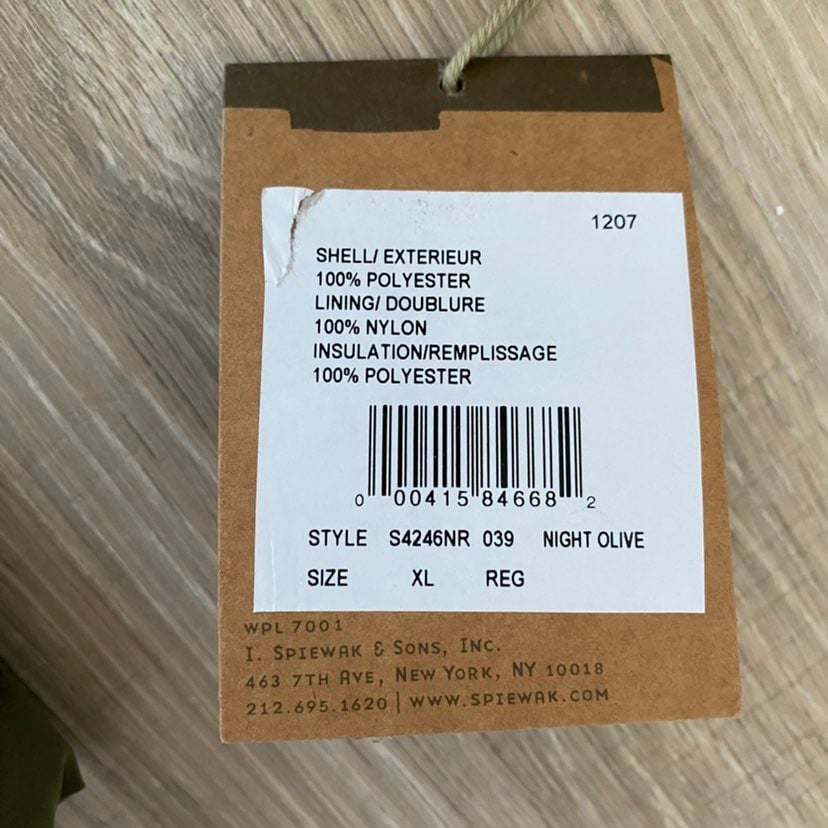 1207
SHELL/ EXTERIEUR
100% POLYESTER
LINING/ DOUBLURE
100% NYLON
INSULATION/REMPLISSAGE
100% POLYESTER
0 00415 84668 2
STYLE S4246NR 039 NIGHT OLIVE
SIZE XL REG
WPL 7001
I. SPIEWAK & SONS, INC.
463 7TH AVE, NEW YORK, NY 10018
212.695.1620 | WWW.SPIEWAK.COM